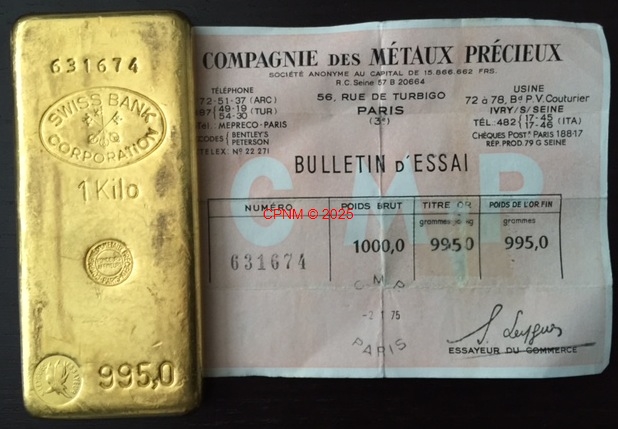 631674
SWISS BANK
CORPORATION
1 Kilo
995,0
COMPAGNIE DES MÉTAUX PRÉCIEUX
SOCIÉTÉ ANONYME AU CAPITAL DE 15.866.662 FRS.
R.C. Seine 57 B 20664
TÉLÉPHONE
72-51-37 (ARC)
87 49-19 (TUR)
54-30
Tél. MEPRECO-PARIS
CODES BENTLEY'S
PETERSON
TELEX: Nº 22 271
56, RUE DE TURBIGO
PARIS
(3e)
USINE
72 à 78, Bd P.V. Couturier
IVRY/S/SEINE
TÉL.: 482 17-45 (ITA)
17-46
CHÈQUES POSTx PARIS 188-17
RÉP. PROD 79 G SEINE
BULLETIN D'ESSAI
CMP
NUMÉRO POIDS BRUT TITRE OR POIDS DE L'OR FIN
grammes
631674 1000,0 995,0 995,0
CPNM © 2025
CMP
-2 1 75
PARIS
ESSAYEUR DU COMMERCE